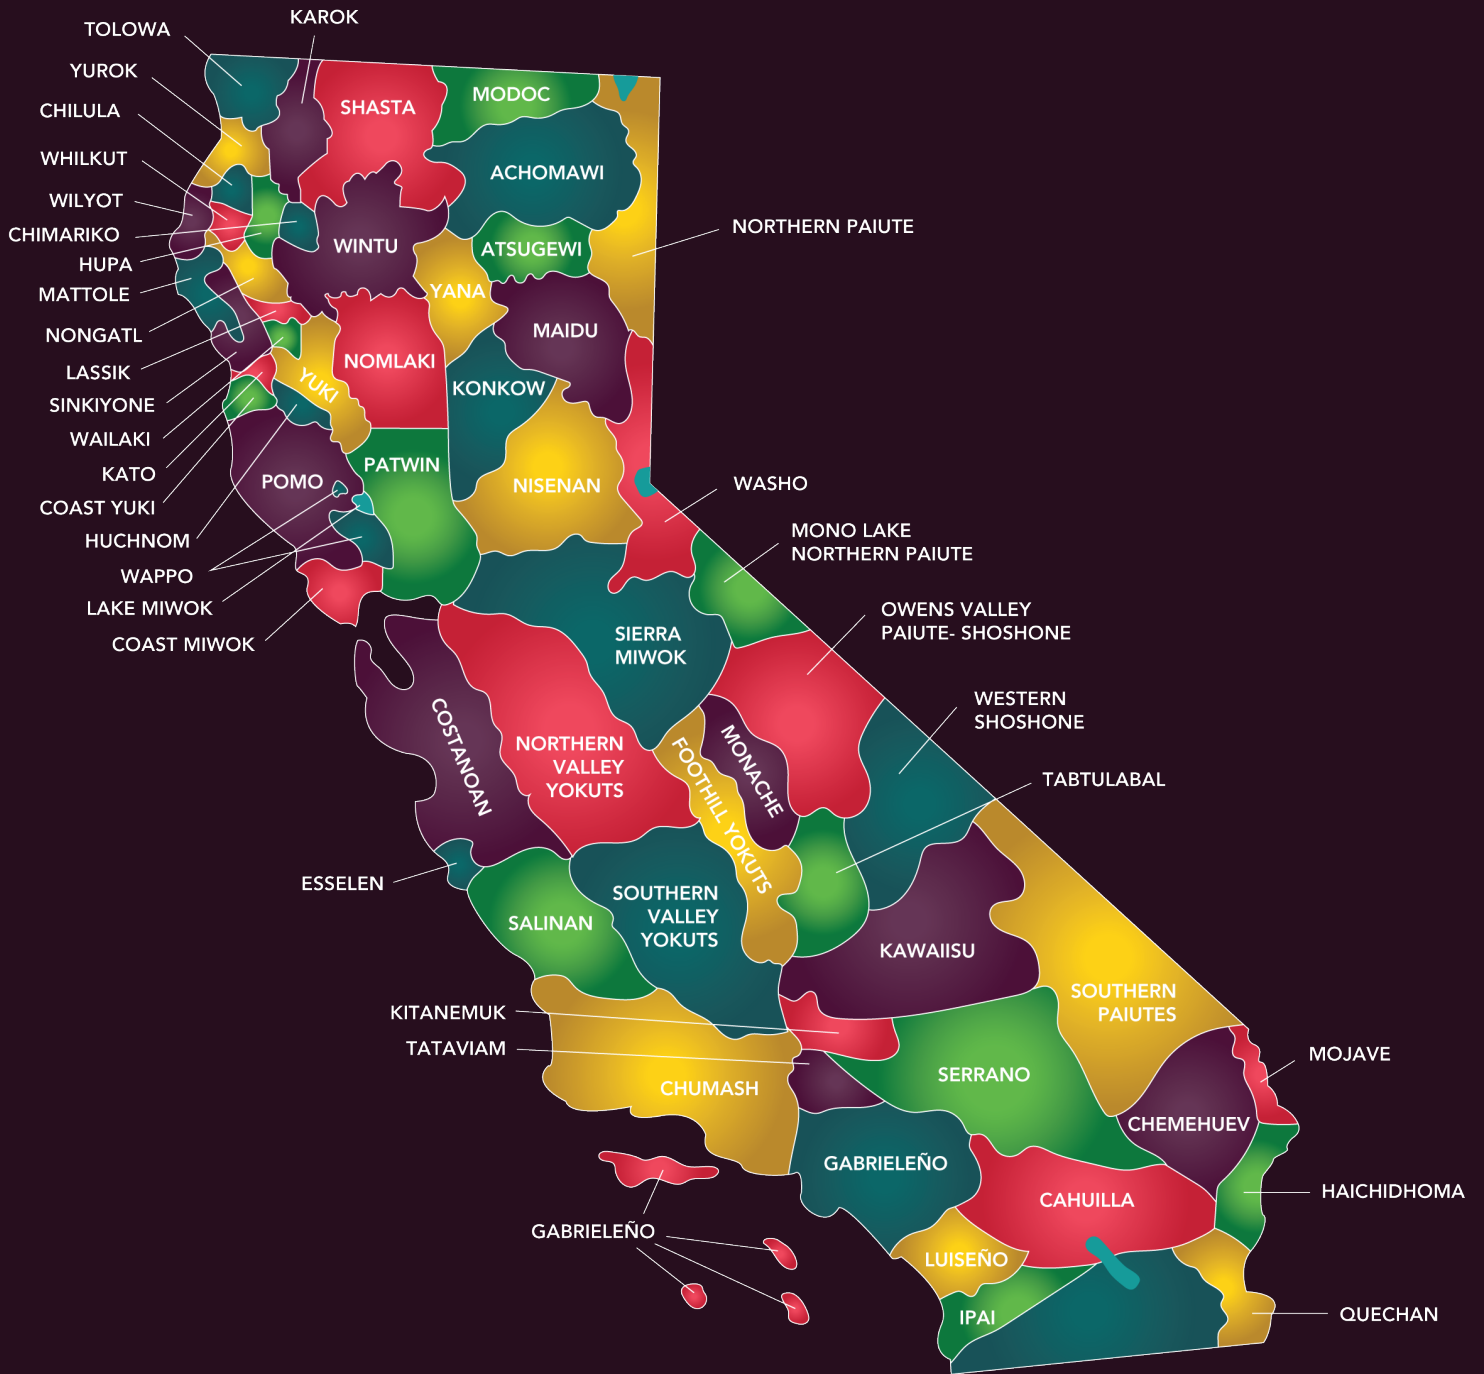 KAROK
TOLOWA
YUROK
CHILULA
WHILKUT
WILYOT
CHIMARIKO
HUPA
MATTOLE
NONGATL
LASSIK
SINKIYONE
WAILAKI
KATO
COAST YUKI
HUCHNOM
WAPPO
LAKE MIWOK
COAST MIWOK
SHASTA
MODOC
ACHOMAWI
NORTHERN PAIUTE
WINTU
ATSUGEWI
YANA
MAIDU
NOMLAKI
YUKI
KONKOW
PATWIN
POMO
NISENAN
WASHO
MONO LAKE
NORTHERN PAIUTE
OWENS VALLEY
PAIUTE- SHOSHONE
SIERRA
MIWOK
WESTERN
SHOSHONE
COSTANOAN
NORTHERN
VALLEY
YOKUTS
FOOTHILL YOKUTS
MONACHE
TABTULABAL
ESSELEN
SALINAN
SOUTHERN
VALLEY
YOKUTS
KAWAIISU
SOUTHERN
PAIUTES
KITANEMUK
TATAVIAM
CHUMASH
SERRANO
MOJAVE
CHEMEHUEV
GABRIELEÑO
CAHUILLA
HAICHIDHOMA
GABRIELEÑO
LUISEÑO
IPAI
QUECHAN